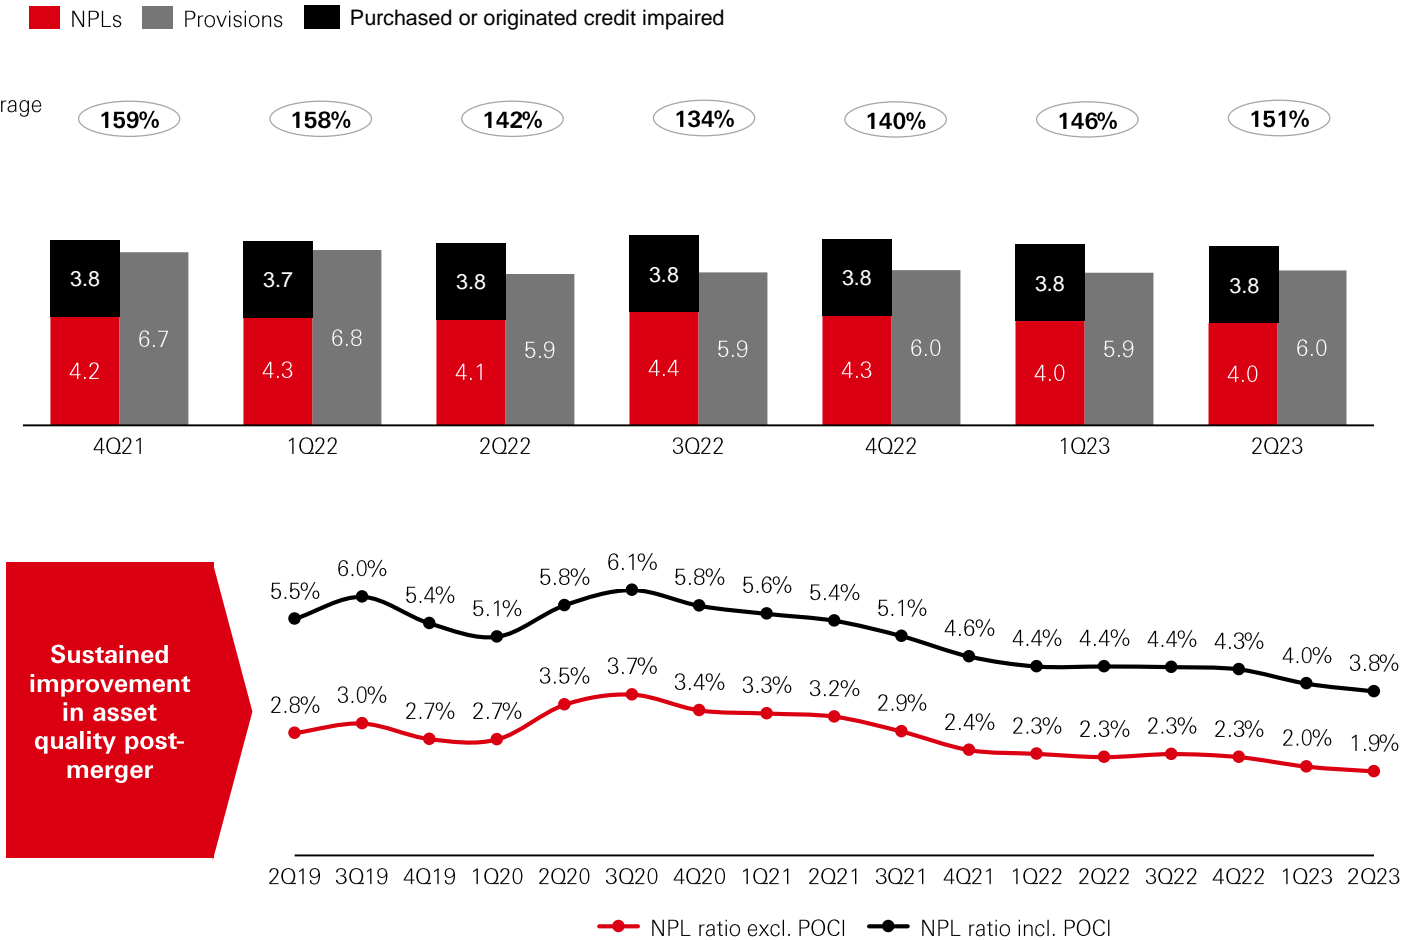 NPLs Provisions Purchased or originated credit impaired
rage 159% 158% 142% 134% 140% 146% 151%
3.8 3.7 3.8 3.8 3.8 3.8 3.8
6.7 6.8 5.9 5.9 6.0 5.9 6.0
4.2 4.3 4.1 4.4 4.3 4.0 4.0
4Q21 1Q22 2Q22 3Q22 4Q22 1Q23 2Q23
Sustained
improvement
in asset
quality post-
merger
5.5% 6.0% 5.4% 5.1% 5.8% 6.1% 5.8% 5.6% 5.4% 5.1% 4.6% 4.4% 4.4% 4.4% 4.3% 4.0% 3.8%
2.8% 3.0% 2.7% 2.7% 3.5% 3.7% 3.4% 3.3% 3.2% 2.9% 2.4% 2.3% 2.3% 2.3% 2.3% 2.0% 1.9%
2Q19 3Q19 4Q19 1Q20 2Q20 3Q20 4Q20 1Q21 2Q21 3Q21 4Q21 1Q22 2Q22 3Q22 4Q22 1Q23 2Q23
NPL ratio excl. POCI NPL ratio incl. POCI